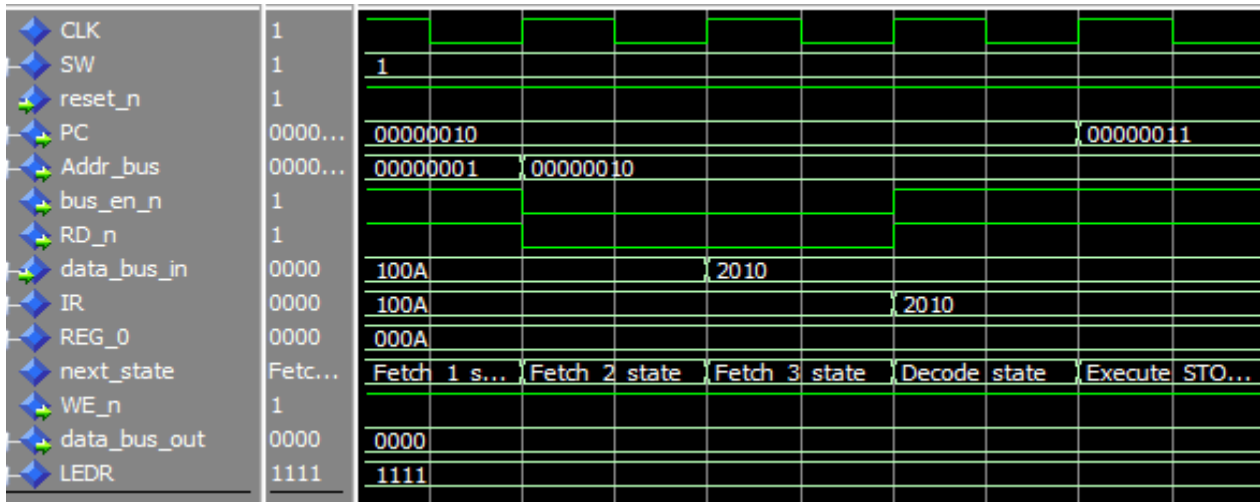 CLK 1
SW 1 1
reset_n 1
PC 0000... 00000010 00000011
Addr_bus 0000... 00000001 00000010
bus_en_n 1
RD_n 1
data_bus_in 0000 100A 2010
IR 0000 100A 2010
REG_0 0000 000A
next_state Fetc... Fetch 1 s... Fetch 2 state Fetch 3 state Decode state Execute STO...
WE_n 1
data_bus_out 0000 0000
LEDR 1111 1111